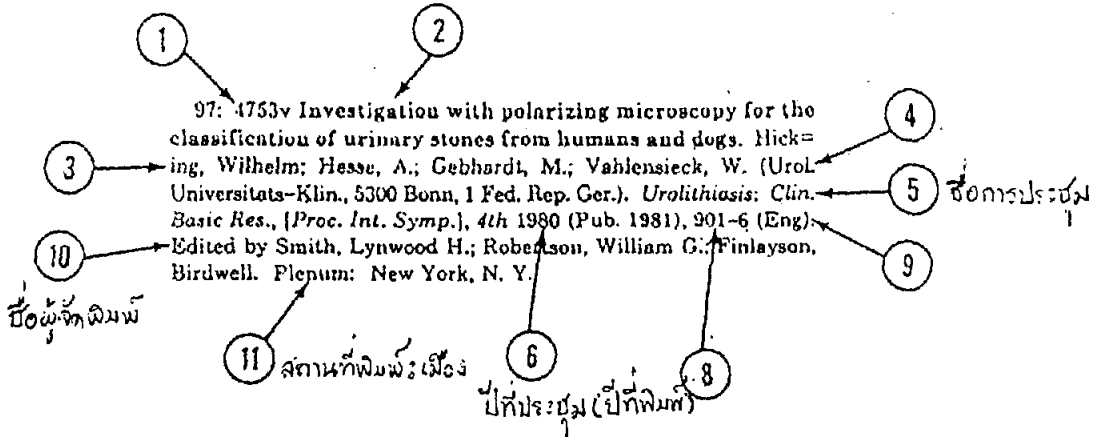 1
2
97: 4753v Investigation with polarizing microscopy for the
classification of urinary stones from humans and dogs. Hick=
ing, Wilhelm; Hesse, A.; Gebhardt, M.; Vahlensieck, W. (Urol.
Universitats-Klin., 5300 Bonn, 1 Fed. Rep. Ger.). Urolithiasis: Clin.
Basic Res., [Proc. Int. Symp.], 4th 1980 (Pub. 1981), 901-6 (Eng).
Edited by Smith, Lynwood H.; Robertson, William G.; Finlayson,
Birdwell. Plenum: New York, N. Y.
3
4
5 ชื่อการประชุม
9
10
ชื่อผู้จัดพิมพ์
11 สถานที่พิมพ์: เมือง
6
ปีที่ประชุม (ปีที่พิมพ์)
8